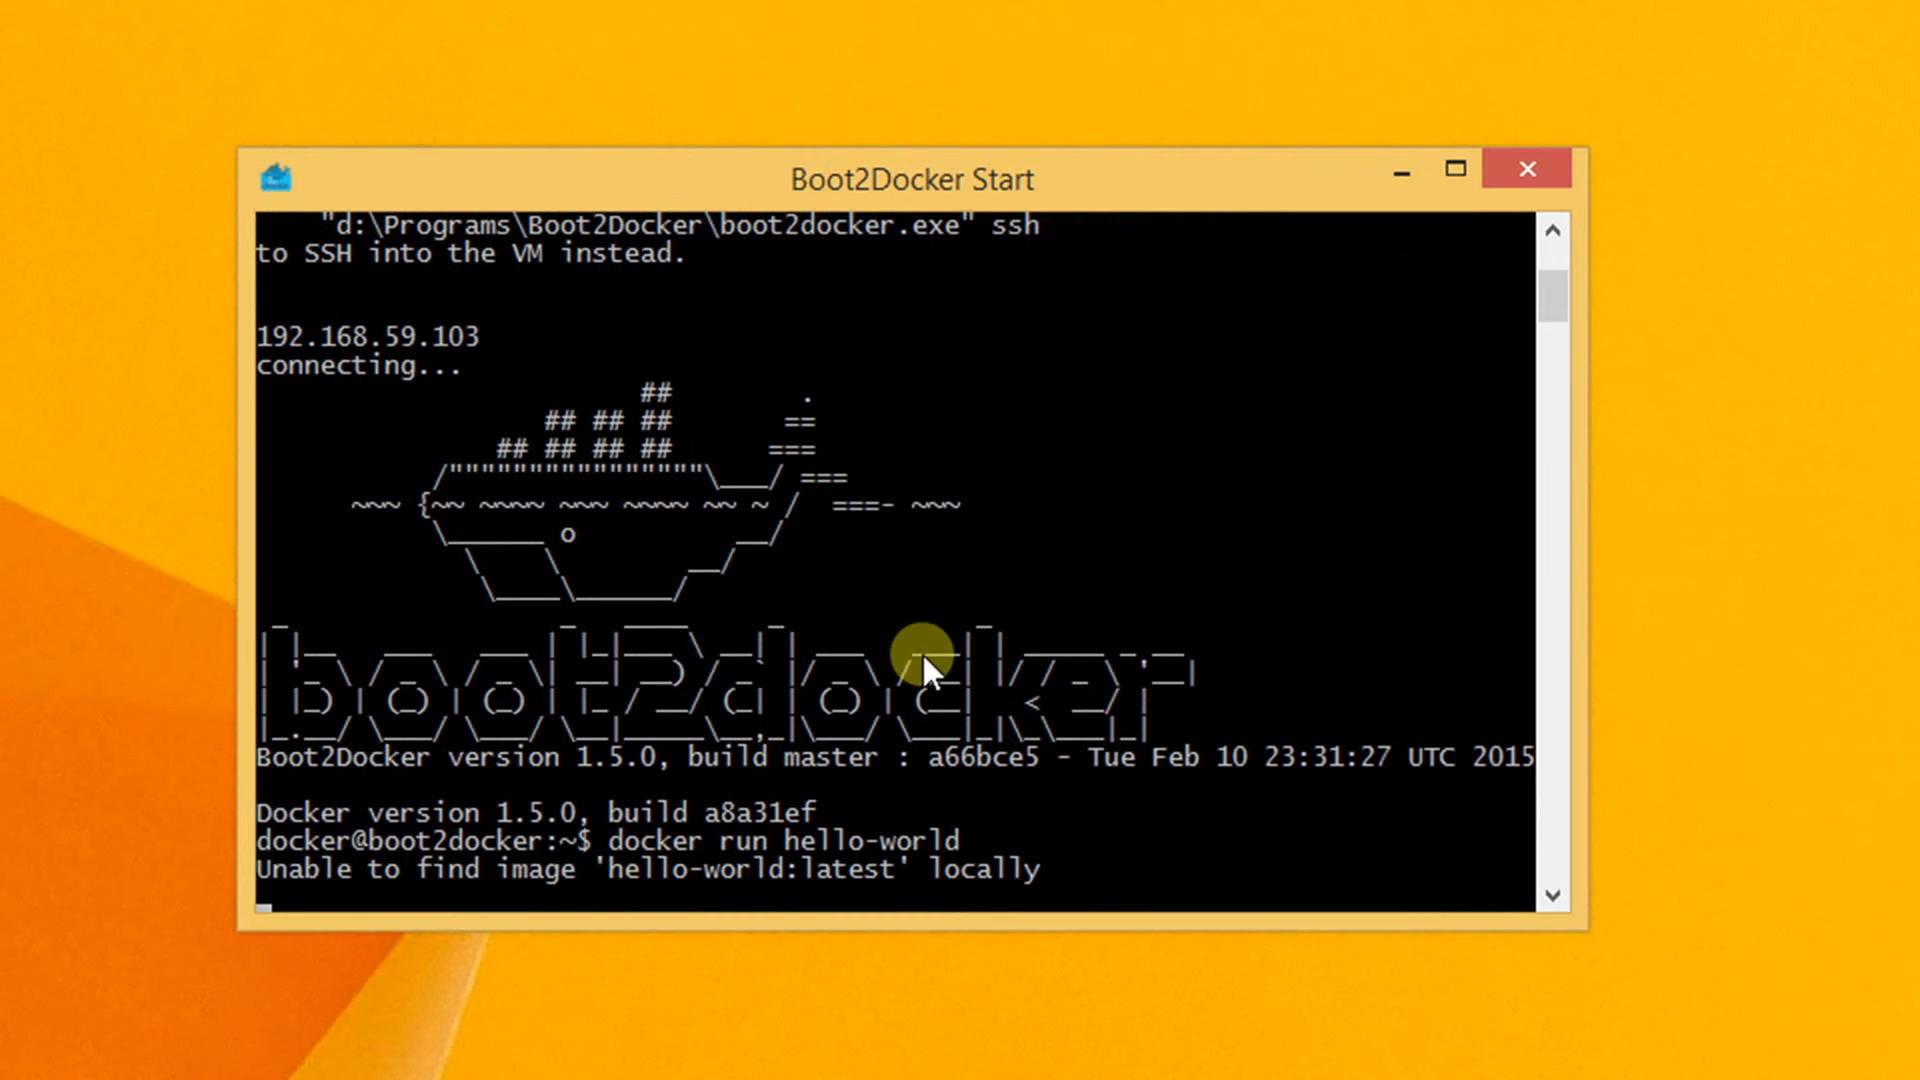 Boot2Docker Start
"d:\Programs\Boot2Docker\boot2docker.exe" ssh
to SSH into the VM instead.
192.168.59.103
connecting...
boot2docker
Boot2Docker version 1.5.0, build master : a66bce5 - Tue Feb 10 23:31:27 UTC 2015
Docker version 1.5.0, build a8a31ef
docker@boot2docker:~$ docker run hello-world
Unable to find image 'hello-world:latest' locally